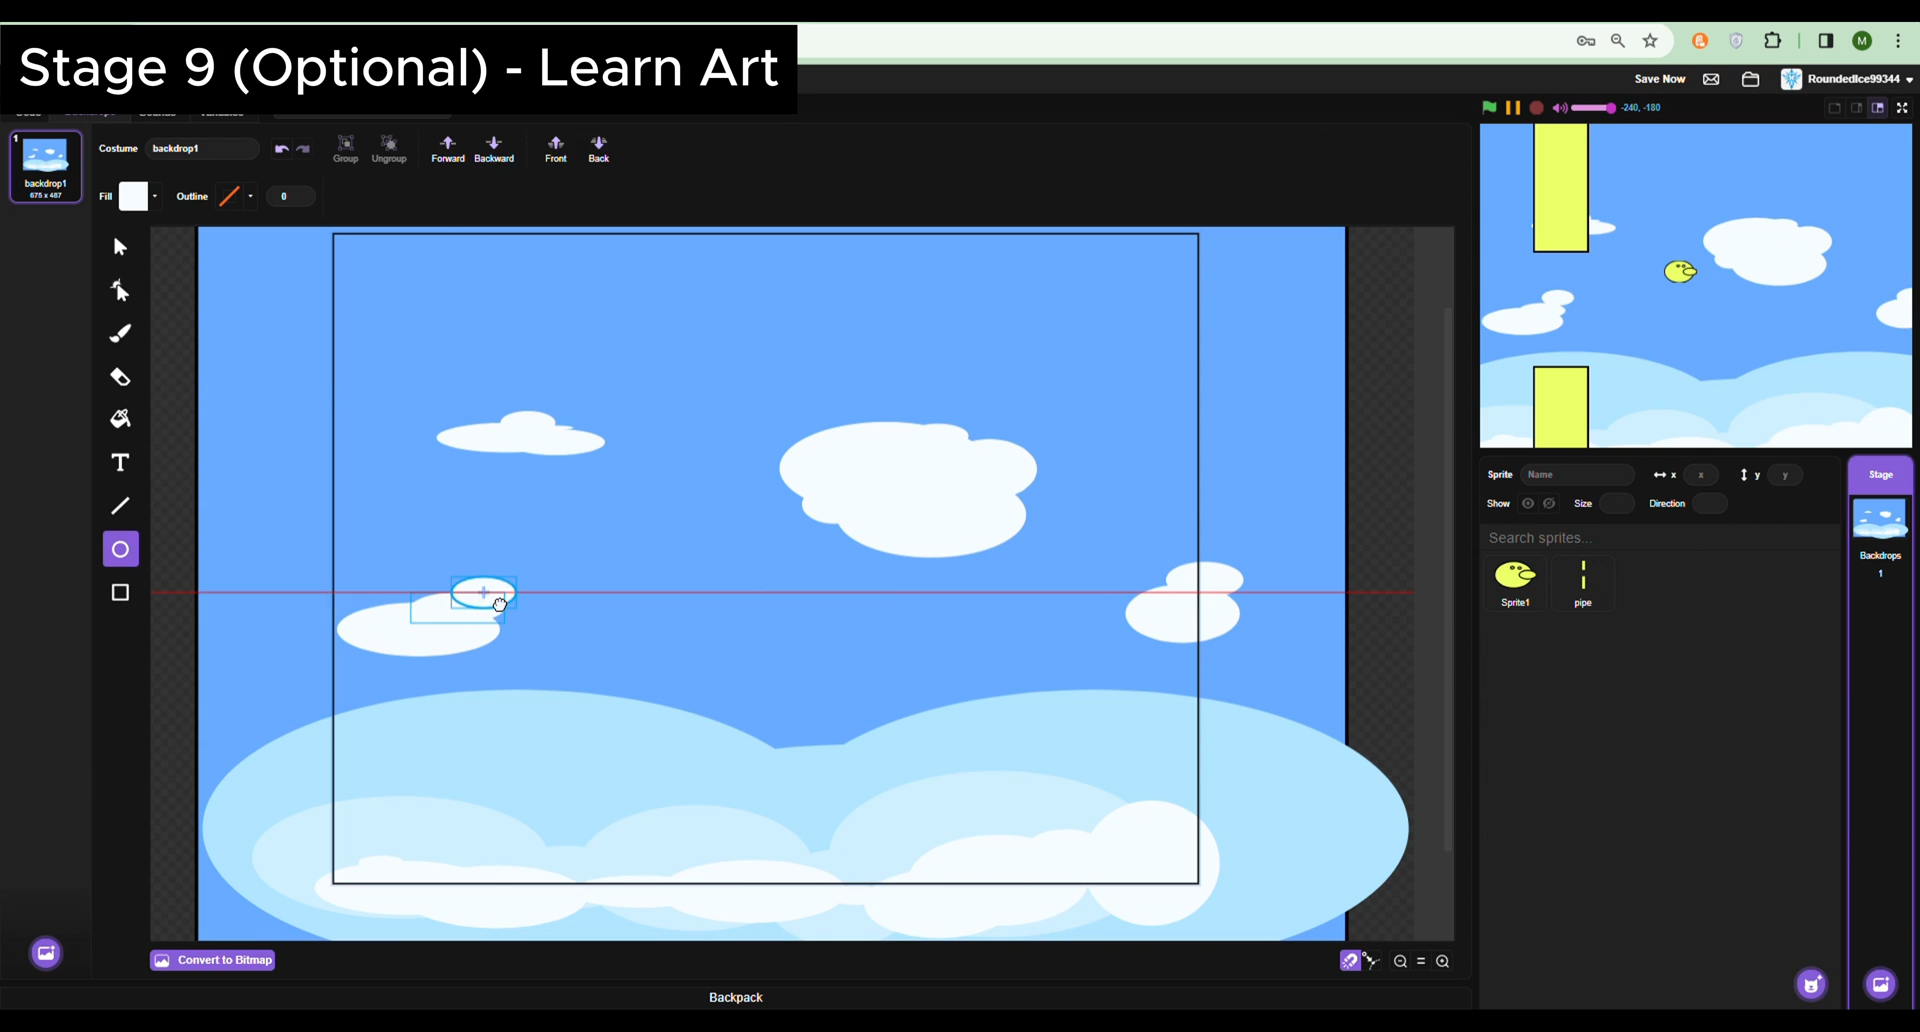 Stage 9 (Optional) - Learn Art
M
Save Now
RoundedIce99344
-240, -180
1
backdrop1
675 x 487
Costume
backdrop1
Group
Ungroup
Forward
Backward
Front
Back
Fill
Outline
0
T
Convert to Bitmap
Backpack
Sprite
Name
x
x
y
y
Show
Size
Direction
Search sprites...
Sprite1
pipe
Stage
Backdrops
1